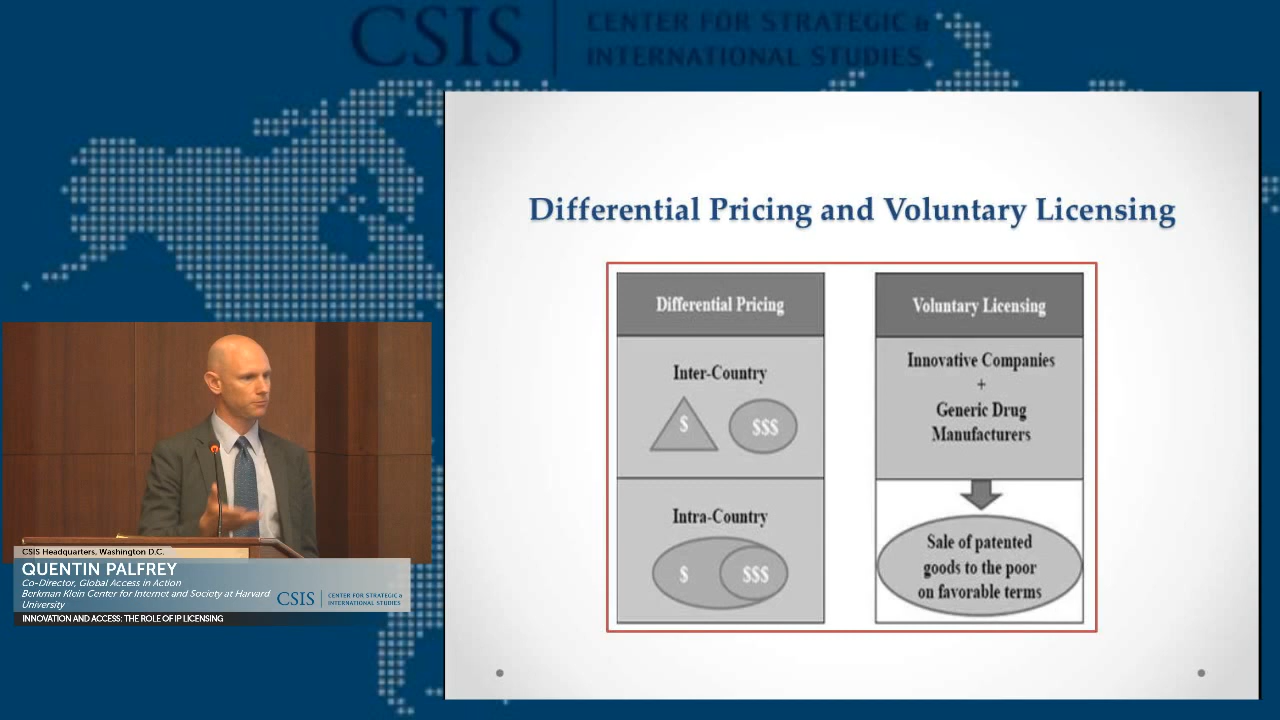 CSIS
CENTER FOR STRATEGIC &
INTERNATIONAL STUDIES
Differential Pricing and Voluntary Licensing
Differential Pricing
Inter-Country
$
$$$
Intra-Country
$
$$$
Voluntary Licensing
Innovative Companies
+
Generic Drug
Manufacturers
Sale of patented
goods to the poor
on favorable terms
CSIS Headquarters, Washington D.C.
QUENTIN PALFREY
Co-Director, Global Access in Action
Berkman Klein Center for Internet and Society at Harvard
University
CSIS
CENTER FOR STRATEGIC &
INTERNATIONAL STUDIES
INNOVATION AND ACCESS: THE ROLE OF IP LICENSING